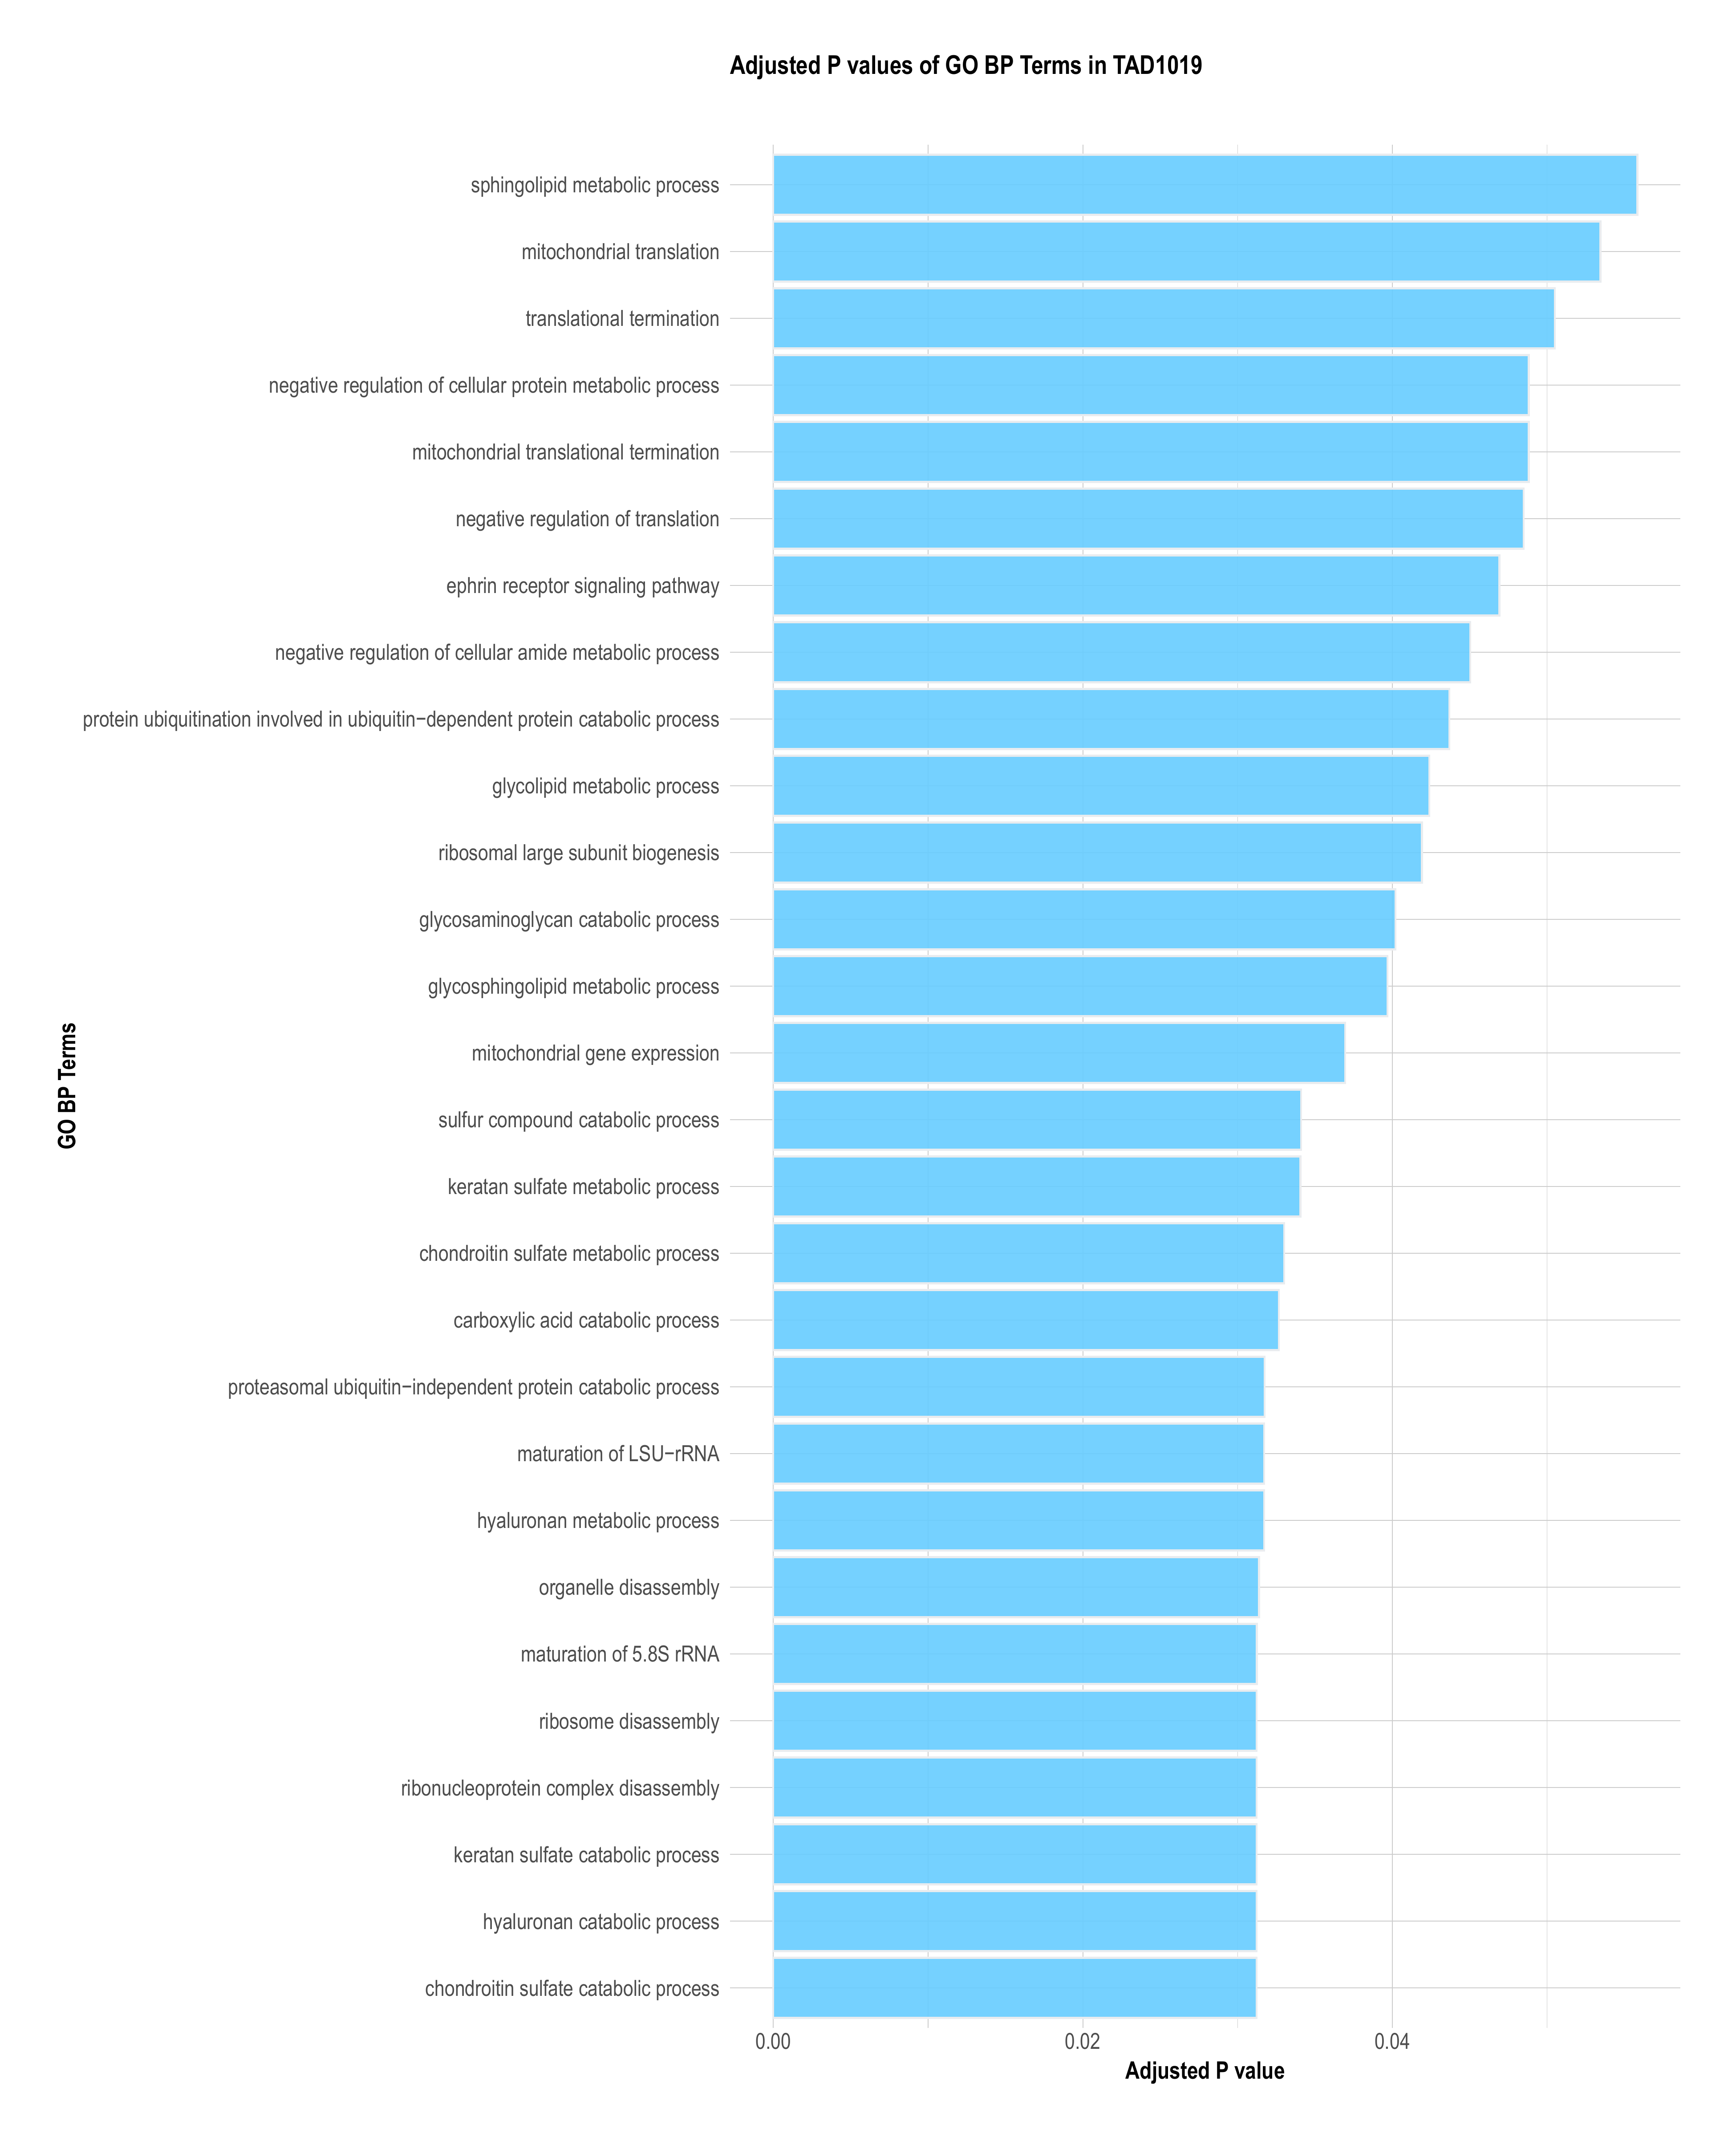 Adjusted P values of GO BP Terms in TAD1019
sphingolipid metabolic process
mitochondrial translation
translational termination
negative regulation of cellular protein metabolic process
mitochondrial translational termination
negative regulation of translation
ephrin receptor signaling pathway
negative regulation of cellular amide metabolic process
protein ubiquitination involved in ubiquitin−dependent protein catabolic process
glycolipid metabolic process
ribosomal large subunit biogenesis
glycosaminoglycan catabolic process
glycosphingolipid metabolic process
mitochondrial gene expression
sulfur compound catabolic process
keratan sulfate metabolic process
chondroitin sulfate metabolic process
carboxylic acid catabolic process
proteasomal ubiquitin−independent protein catabolic process
maturation of LSU−rRNA
hyaluronan metabolic process
organelle disassembly
maturation of 5.8S rRNA
ribosome disassembly
ribonucleoprotein complex disassembly
keratan sulfate catabolic process
hyaluronan catabolic process
chondroitin sulfate catabolic process
GO BP Terms
0.00 0.02 0.04
Adjusted P value